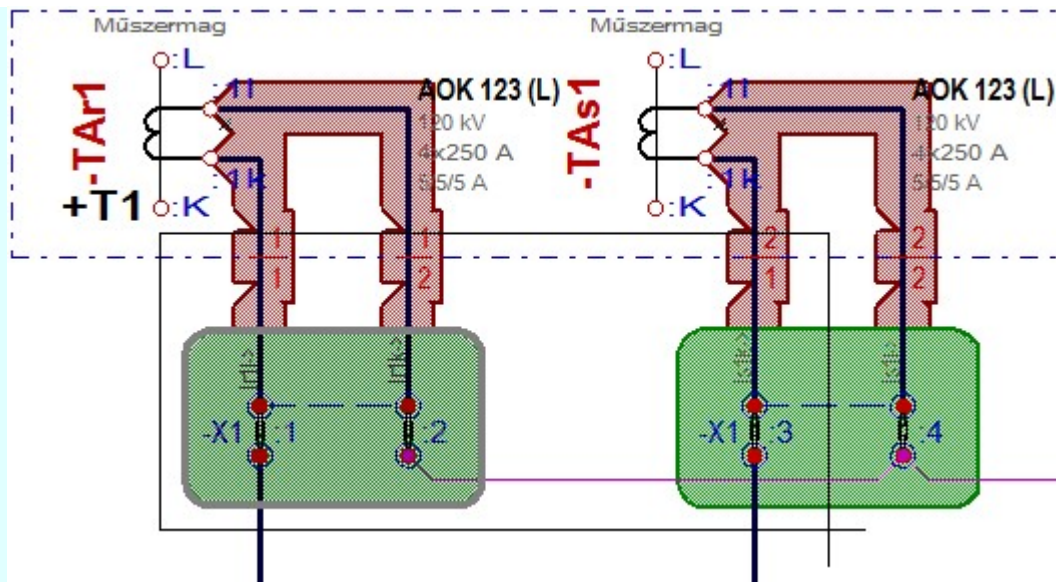 Műszermag
:L
:1l
-TAr1
AOK 123 (L)
120 kV
4x250 A
5/5/5 A
:1k
+T1
:K
1
1
1
2
-X1
:1
:2
Műszermag
:L
:1l
-TAs1
AOK 123 (L)
120 kV
4x250 A
5/5/5 A
:1k
:K
2
1
2
2
-X1
:3
:4